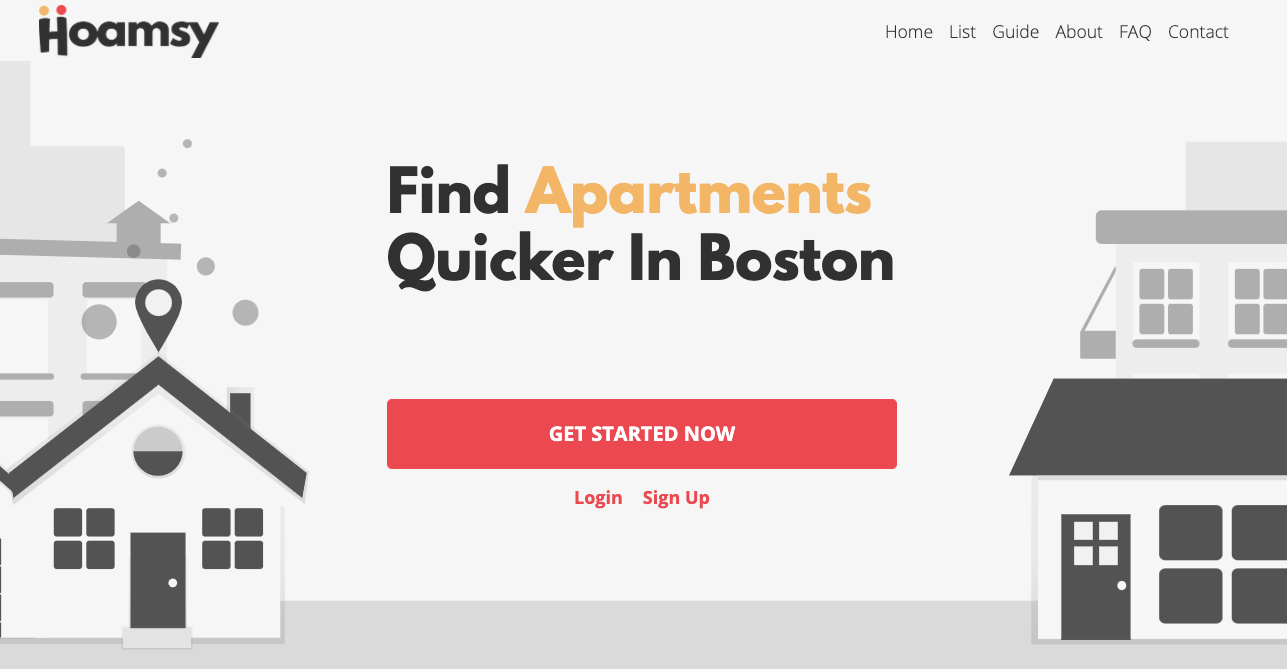 Hoamsy
Home List Guide About FAQ Contact
Find Apartments
Quicker In Boston
GET STARTED NOW
Login Sign Up